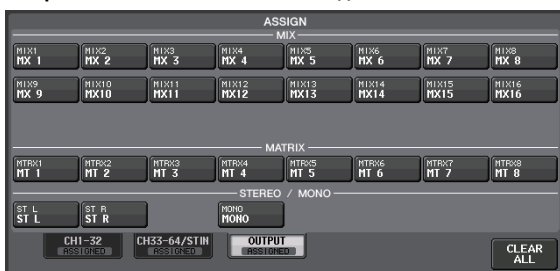 ASSIGN
MIX
MIX1 MIX2 MIX3 MIX4 MIX5 MIX6 MIX7 MIX8
MX 1 MX 2 MX 3 MX 4 MX 5 MX 6 MX 7 MX 8
MIX9 MIX10 MIX11 MIX12 MIX13 MIX14 MIX15 MIX16
MX 9 MX10 MX11 MX12 MX13 MX14 MX15 MX16
MATRIX
MTRX1 MTRX2 MTRX3 MTRX4 MTRX5 MTRX6 MTRX7 MTRX8
MT 1 MT 2 MT 3 MT 4 MT 5 MT 6 MT 7 MT 8
STEREO / MONO
ST L ST R MONO
ST L ST R MONO
CH1-32 CH33-64/STIN OUTPUT
ASSIGNED ASSIGNED ASSIGNED
CLEAR
ALL